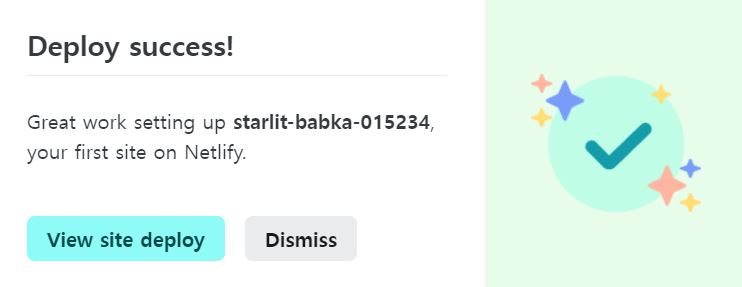 Deploy success!
Great work setting up starlit-babka-015234,
your first site on Netlify.
View site deploy
Dismiss